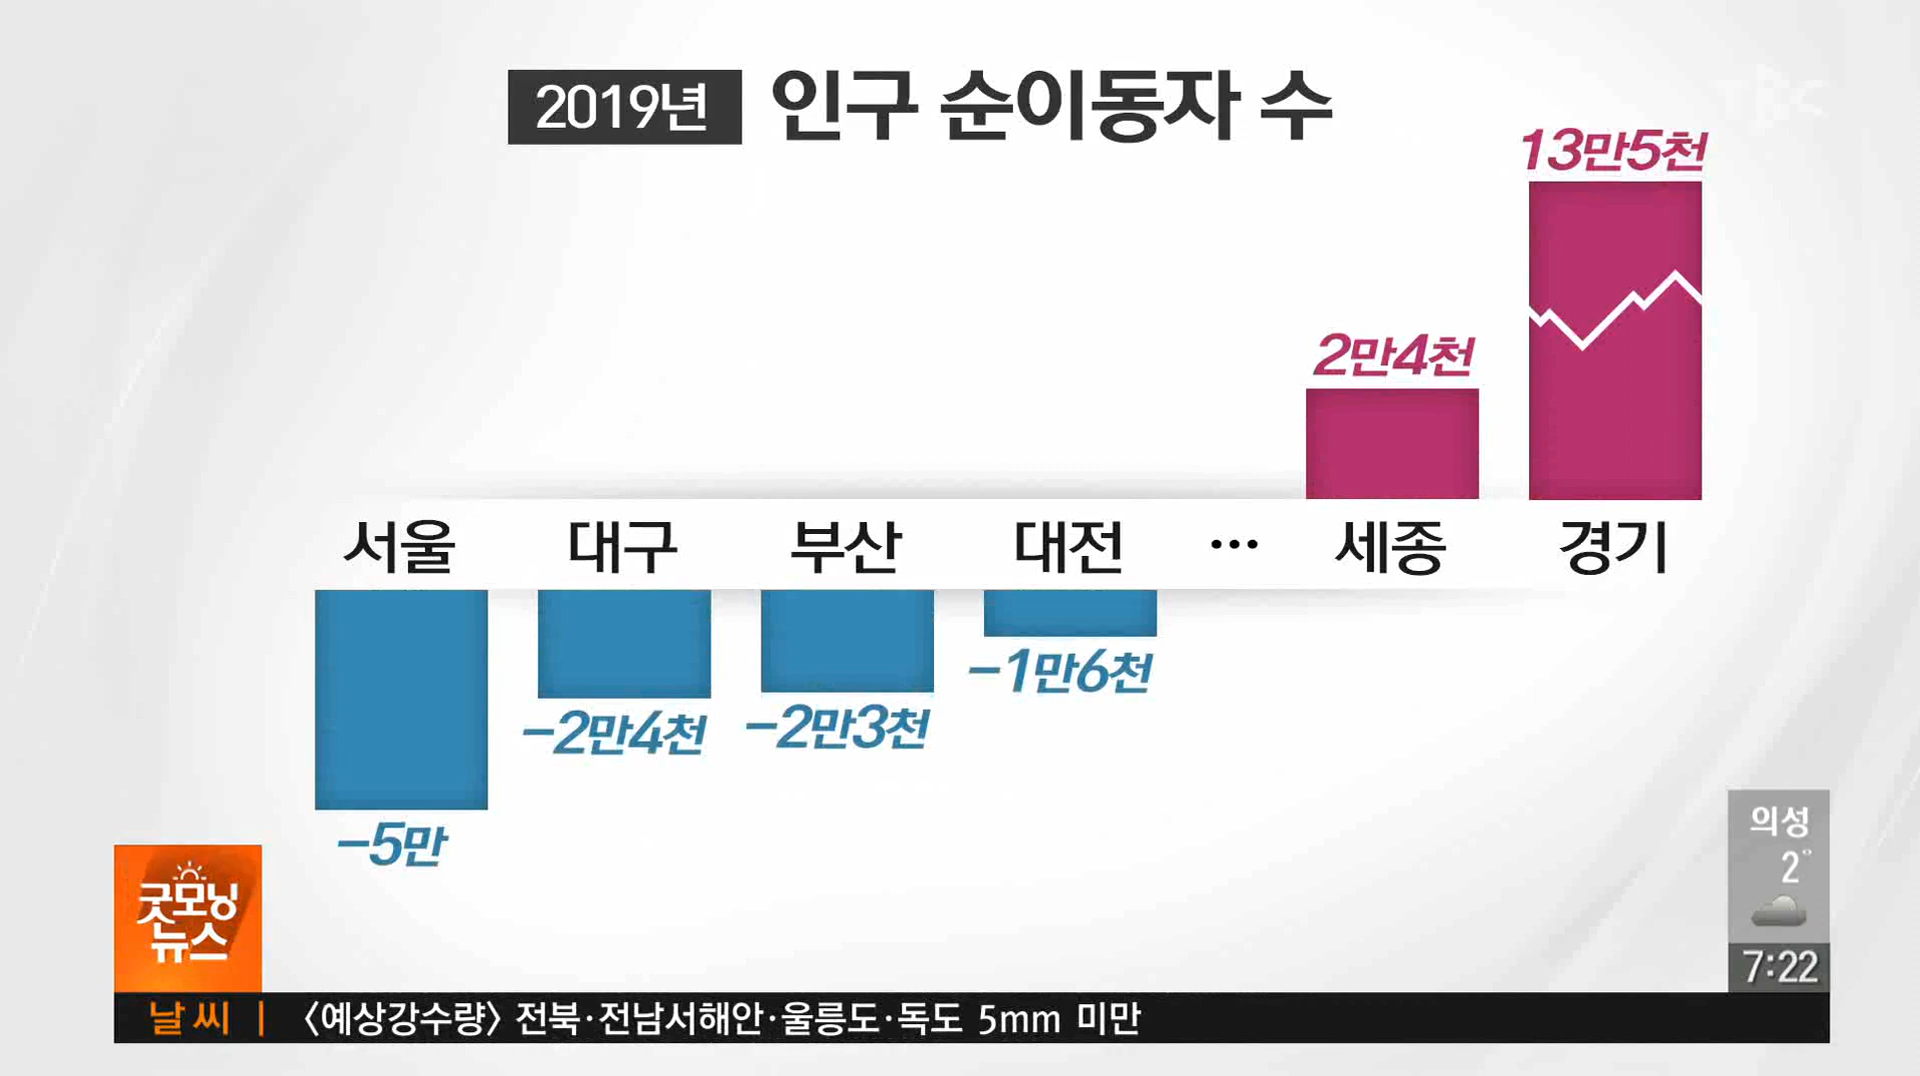 2019년 인구 순이동자 수
TBC
13만5천
2만4천
서울 대구 부산 대전 ... 세종 경기
-1만6천
-2만4천 -2만3천
-5만
굿모닝
뉴스
의성
2°
7:22
날씨 | 〈예상강수량〉 전북·전남서해안·울릉도·독도 5mm 미만